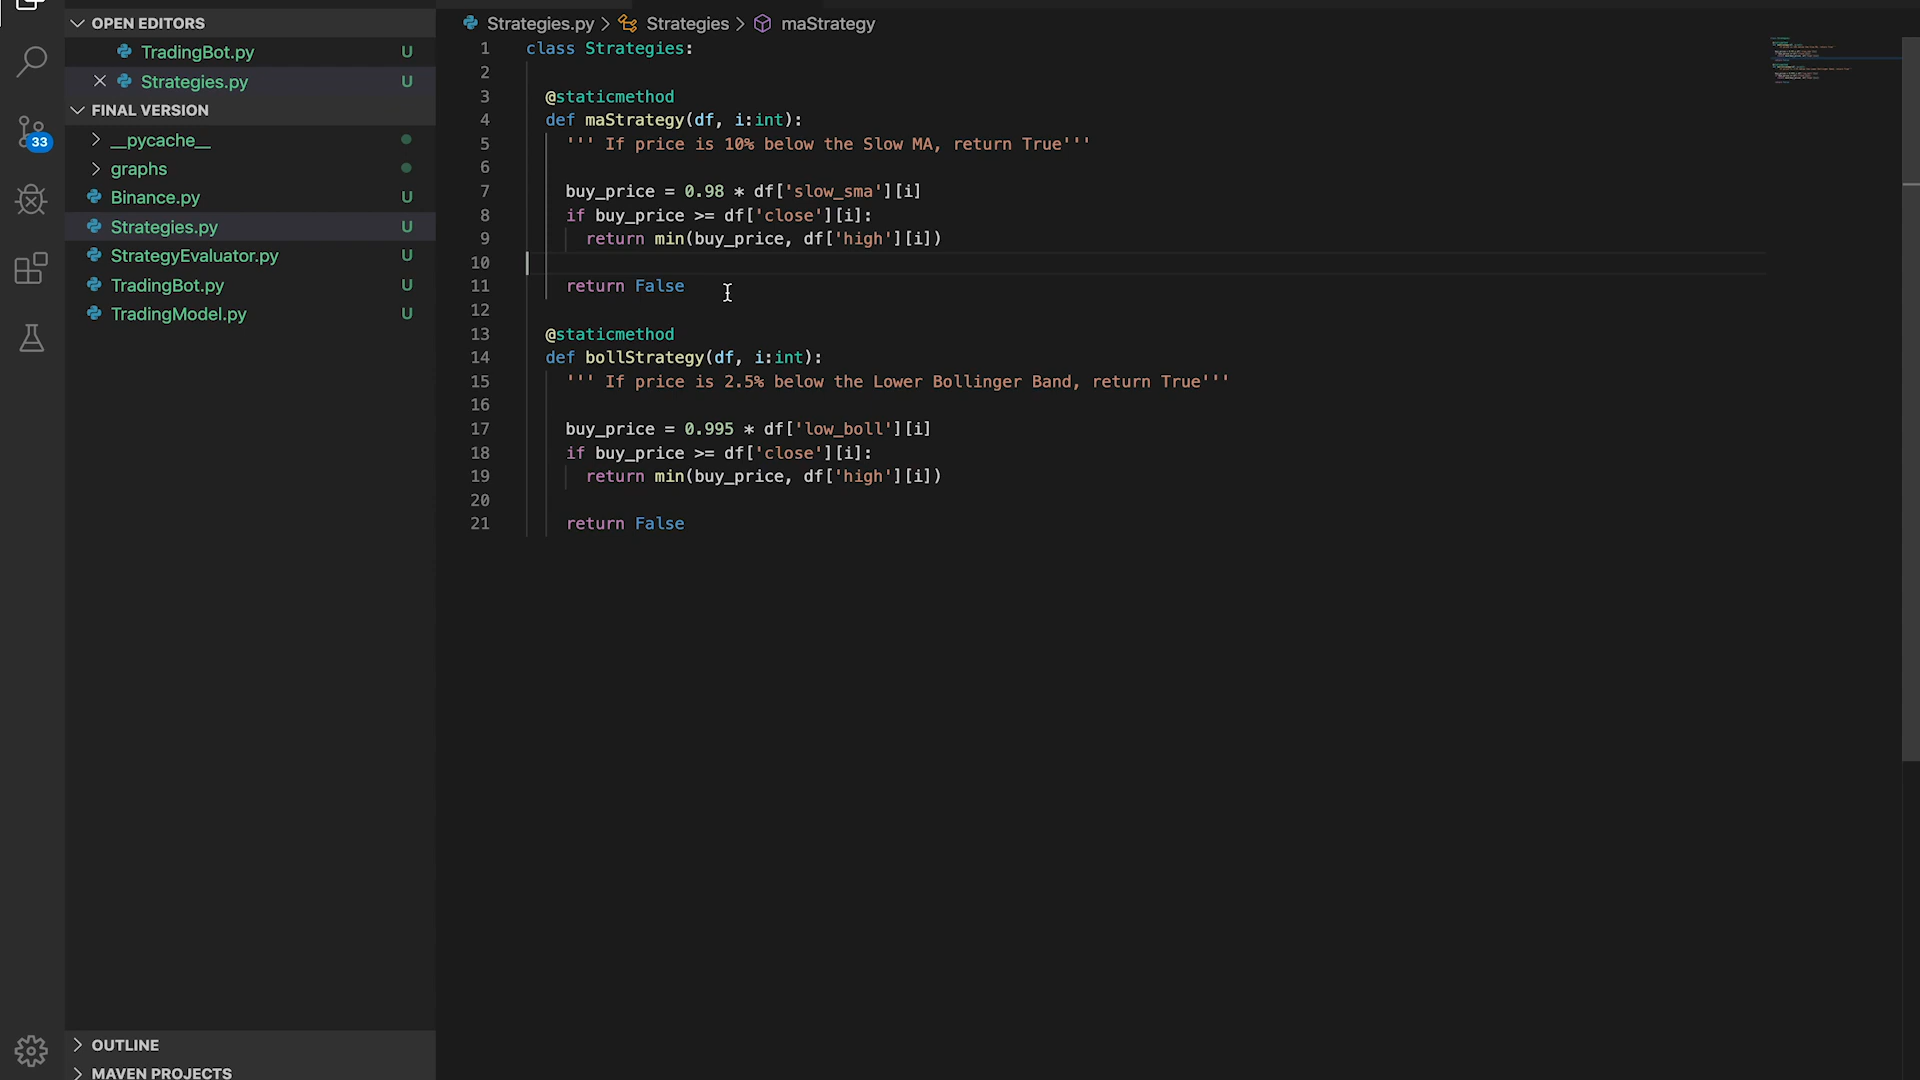 OPEN EDITORS
TradingBot.py U
Strategies.py U
FINAL VERSION
__pycache__
graphs
Binance.py U
Strategies.py U
StrategyEvaluator.py U
TradingBot.py U
TradingModel.py U
33
OUTLINE
MAVEN PROJECTS
Strategies.py > Strategies > maStrategy
1 class Strategies:
2
3 @staticmethod
4 def maStrategy(df, i:int):
5 ''' If price is 10% below the Slow MA, return True'''
6
7 buy_price = 0.98 * df['slow_sma'][i]
8 if buy_price >= df['close'][i]:
9 return min(buy_price, df['high'][i])
10
11 return False
12
13 @staticmethod
14 def bollStrategy(df, i:int):
15 ''' If price is 2.5% below the Lower Bollinger Band, return True'''
16
17 buy_price = 0.995 * df['low_boll'][i]
18 if buy_price >= df['close'][i]:
19 return min(buy_price, df['high'][i])
20
21 return False